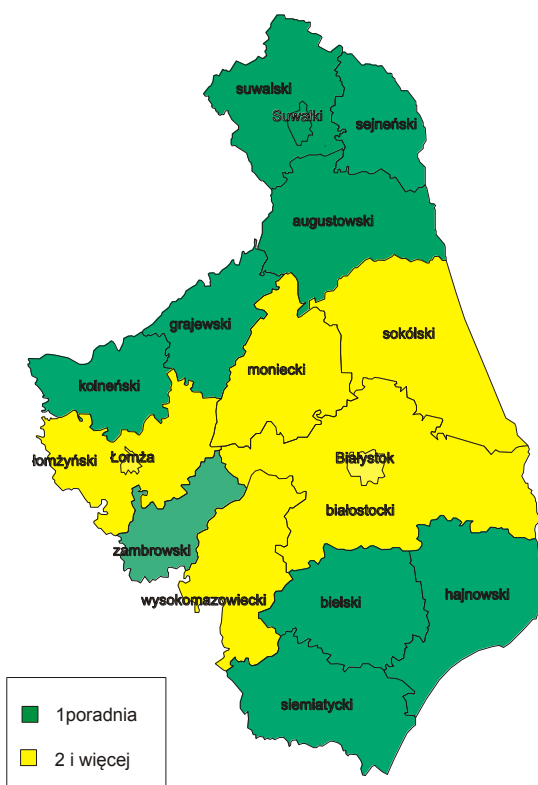 suwalski
Suwałki
sejneński
augustowski
grajewski
sokólski
moniecki
kolneński
łomżyński
Łomża
Białystok
białostocki
zambrowski
wysokomazowiecki
bielski
hajnowski
siemiatycki
1poradnia
2 i więcej